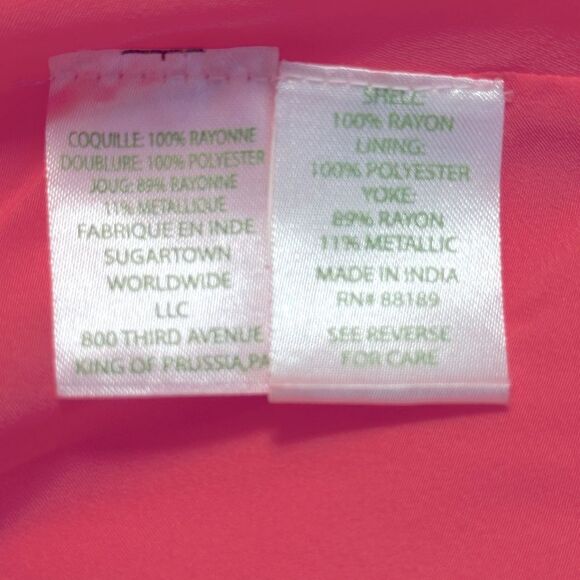 COQUILLE: 100% RAYONNE
DOUBLURE: 100% POLYESTER
JOUG: 89% RAYONNE
11% METALLIQUE
FABRIQUE EN INDE
SUGARTOWN
WORLDWIDE
LLC
800 THIRD AVENUE
KING OF PRUSSIA,PA
SHELL:
100% RAYON
LINING:
100% POLYESTER
YOKE:
89% RAYON
11% METALLIC
MADE IN INDIA
RN# 88189
SEE REVERSE
FOR CARE